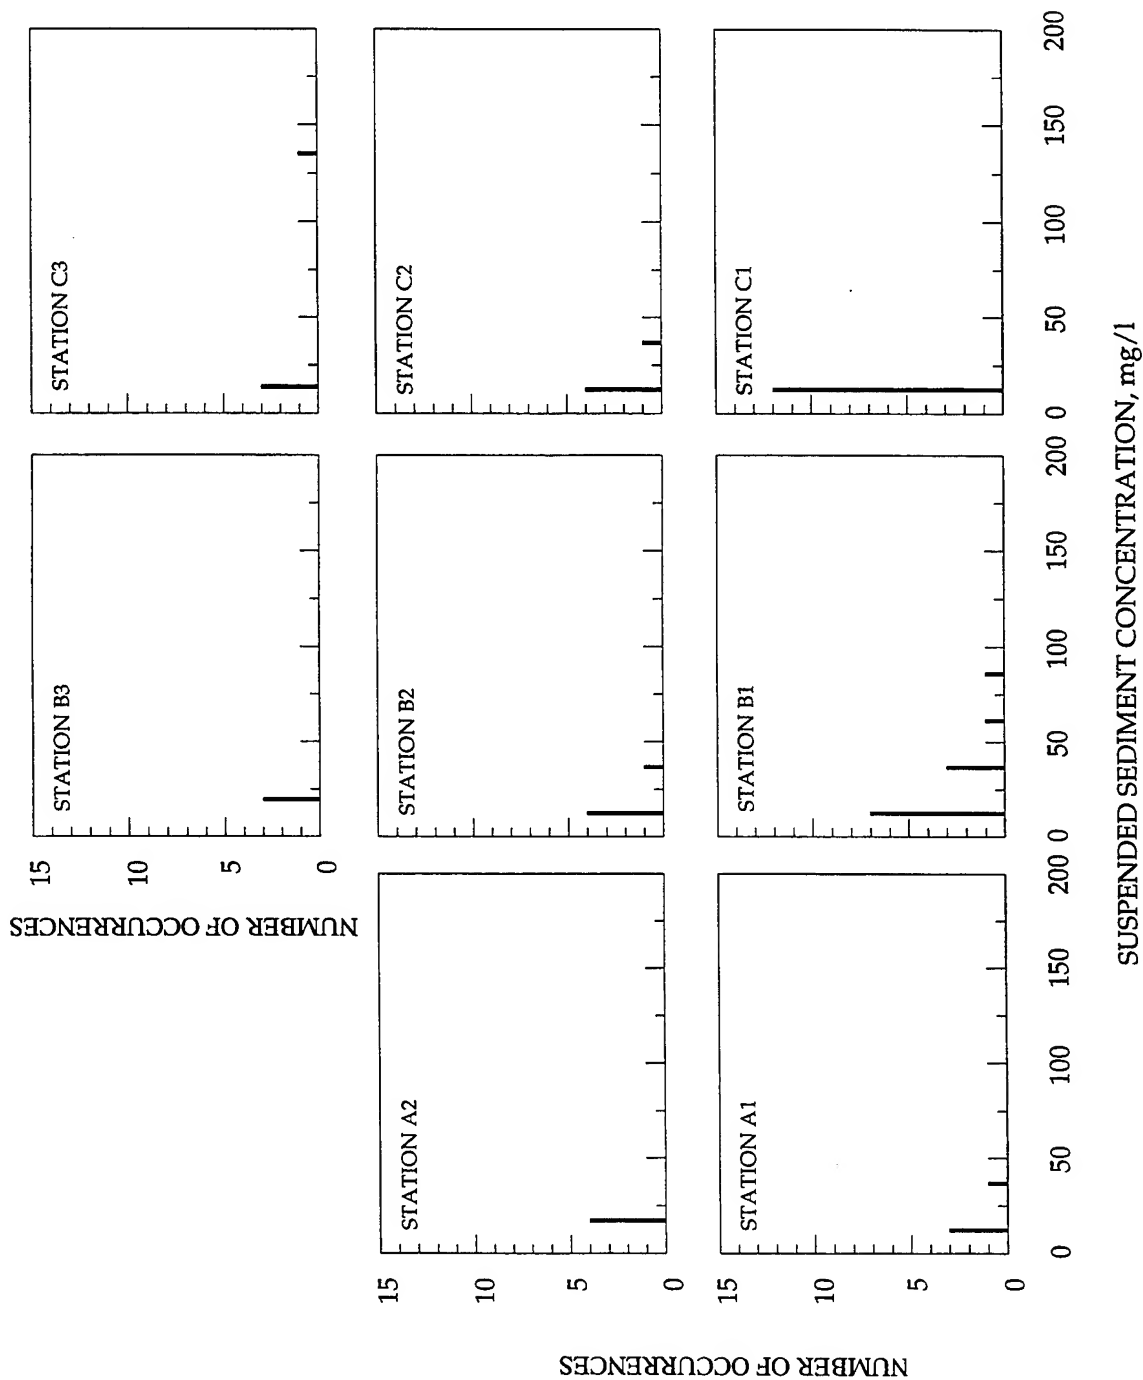 NUMBER OF OCCURRENCES
15
10
5
0
STATION B3
STATION C3
NUMBER OF OCCURRENCES
15
10
5
0
STATION A2
STATION B2
STATION C2
15
10
5
0
STATION A1
STATION B1
STATION C1
0 50 100 150 200 0 50 100 150 200 0 50 100 150 200
SUSPENDED SEDIMENT CONCENTRATION, mg/l